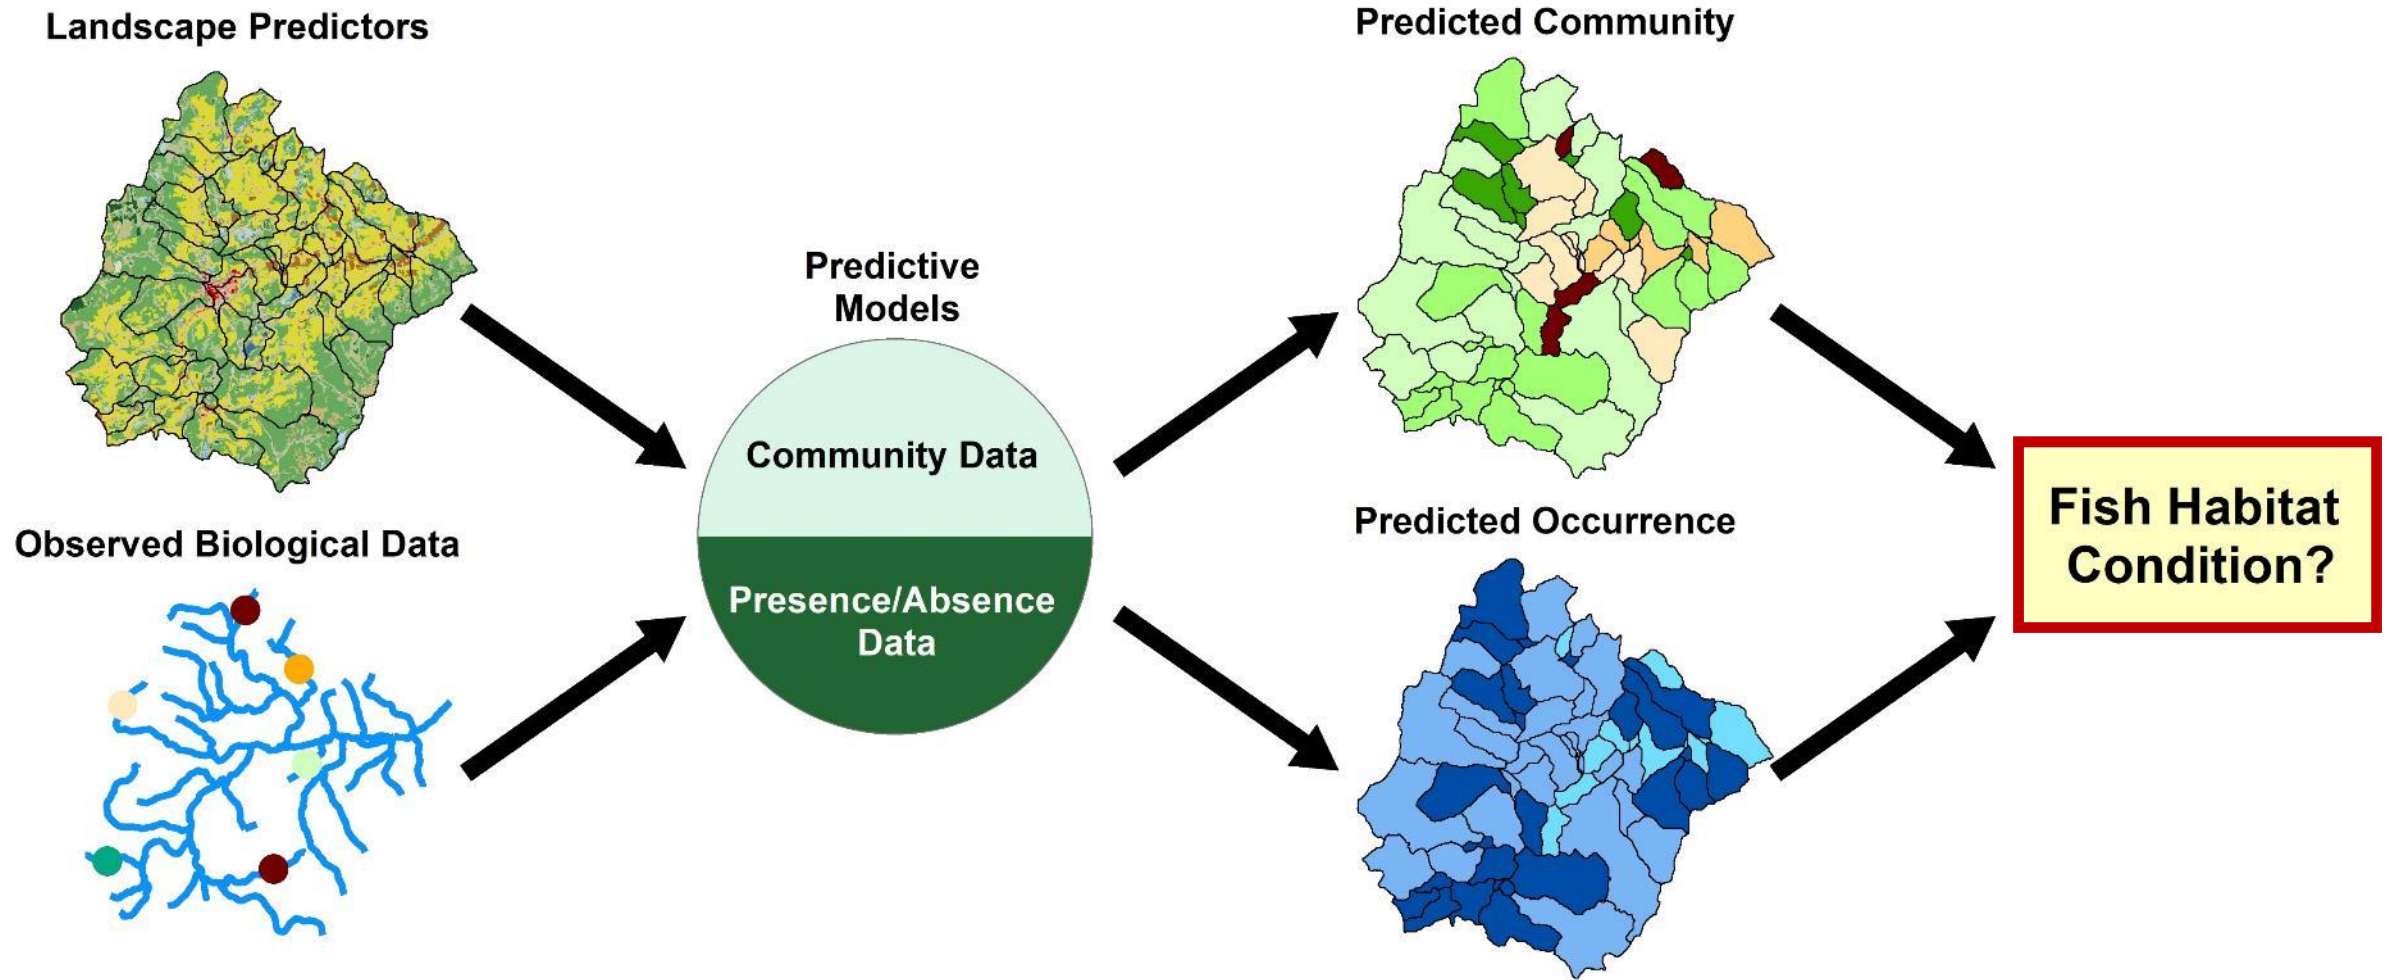 Landscape Predictors
Observed Biological Data
Predictive
Models
Community Data
Presence/Absence
Data
Predicted Community
Predicted Occurrence
Fish Habitat
Condition?